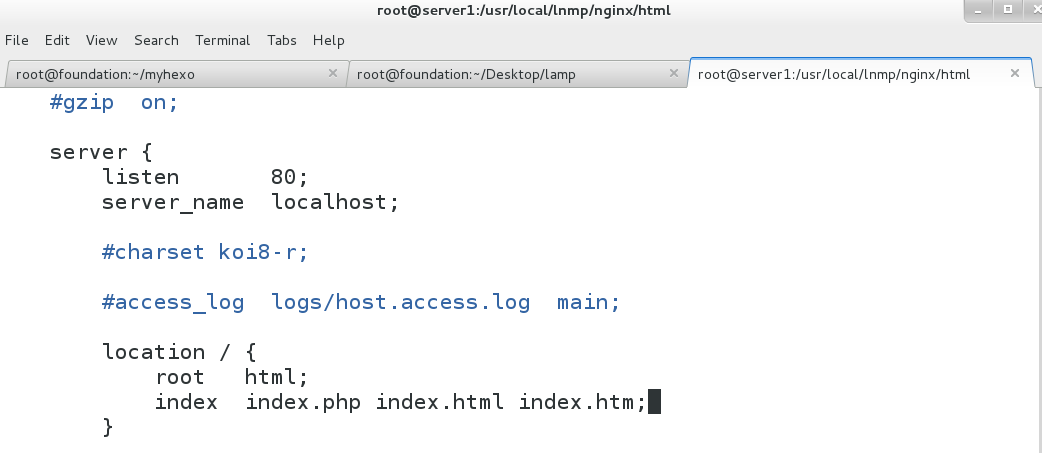 root@server1:/usr/local/lnmp/nginx/html
File Edit View Search Terminal Tabs Help
root@foundation:~/myhexo root@foundation:~/Desktop/lamp root@server1:/usr/local/lnmp/nginx/html
#gzip  on;
server {
listen       80;
server_name  localhost;
#charset koi8-r;
#access_log  logs/host.access.log  main;
location / {
root   html;
index  index.php index.html index.htm;
}